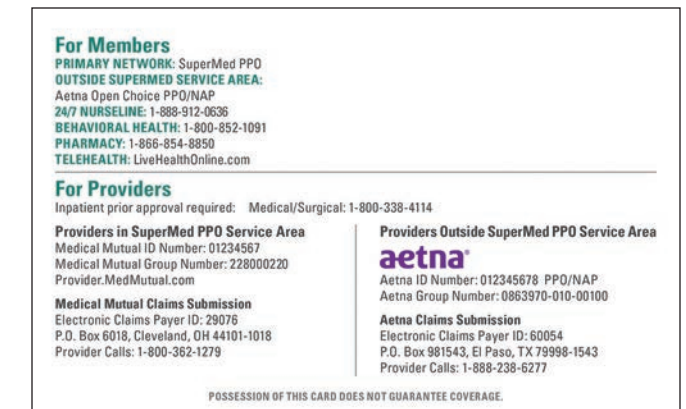 For Members
PRIMARY NETWORK: SuperMed PPO
OUTSIDE SUPERMED SERVICE AREA:
Aetna Open Choice PPO/NAP
24/7 NURSELINE: 1-888-912-0636
BEHAVIORAL HEALTH: 1-800-852-1091
PHARMACY: 1-866-854-8850
TELEHEALTH: LiveHealthOnline.com
For Providers
Inpatient prior approval required: Medical/Surgical: 1-800-338-4114
Providers in SuperMed PPO Service Area
Medical Mutual ID Number: 01234567
Medical Mutual Group Number: 228000220
Provider.MedMutual.com
Medical Mutual Claims Submission
Electronic Claims Payer ID: 29076
P.O. Box 6018, Cleveland, OH 44101-1018
Provider Calls: 1-800-362-1279
Providers Outside SuperMed PPO Service Area
aetna®
Aetna ID Number: 012345678 PPO/NAP
Aetna Group Number: 0863970-010-00100
Aetna Claims Submission
Electronic Claims Payer ID: 60054
P.O. Box 981543, El Paso, TX 79998-1543
Provider Calls: 1-888-238-6277
POSSESSION OF THIS CARD DOES NOT GUARANTEE COVERAGE.